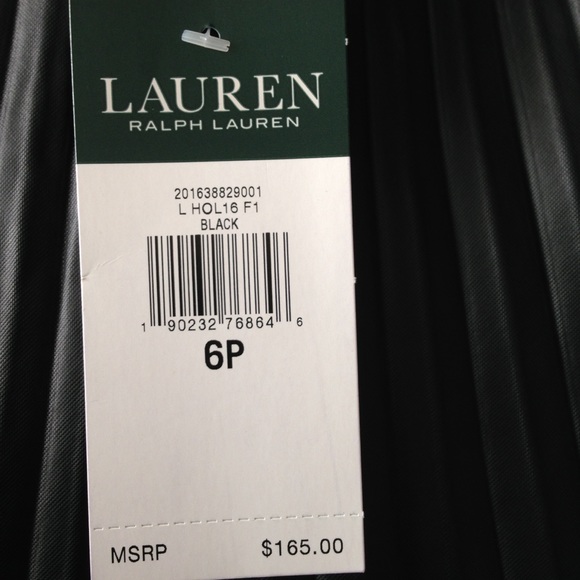 LAUREN
RALPH LAUREN
201638829001
L HOL16 F1
BLACK
1 90232 76864 6
6P
MSRP $165.00